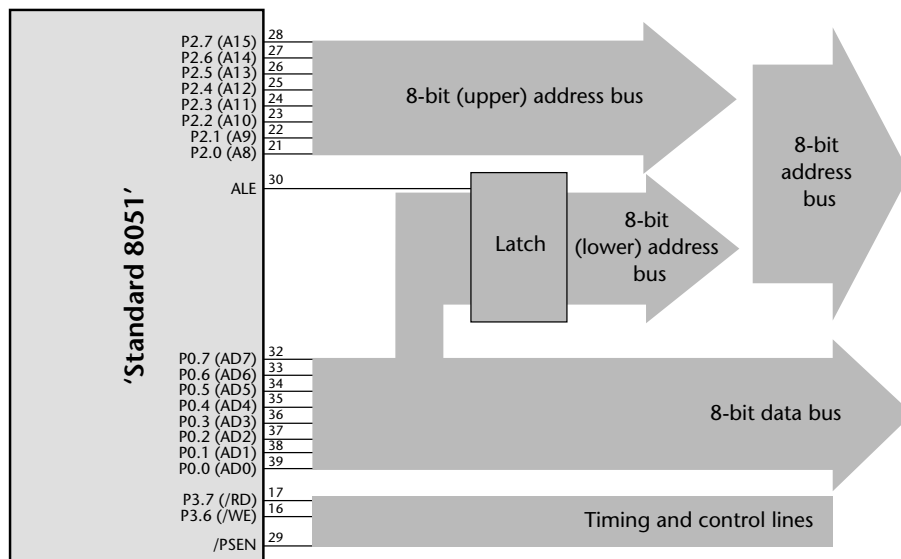 P2.7 (A15) 28
P2.6 (A14) 27
P2.5 (A13) 26
P2.4 (A12) 25
P2.3 (A11) 24
P2.2 (A10) 23
P2.1 (A9) 22
P2.0 (A8) 21
8-bit (upper) address bus
8-bit
address
bus
ALE 30
Latch
8-bit
(lower) address
bus
'Standard 8051'
P0.7 (AD7) 32
P0.6 (AD6) 33
P0.5 (AD5) 34
P0.4 (AD4) 35
P0.3 (AD3) 36
P0.2 (AD2) 37
P0.1 (AD1) 38
P0.0 (AD0) 39
8-bit data bus
P3.7 (/RD) 17
P3.6 (/WE) 16
/PSEN 29
Timing and control lines